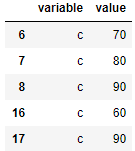 variable value
6 c 70
7 c 80
8 c 90
16 c 60
17 c 90